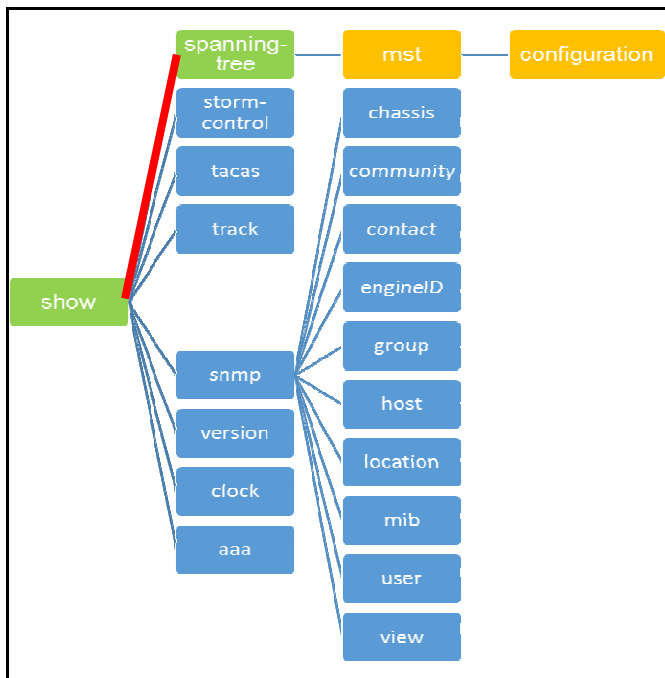 spanning-
tree
mst
configuration
storm-
control
chassis
tacas
community
track
contact
show
engineID
snmp
group
version
host
clock
location
aaa
mib
user
view